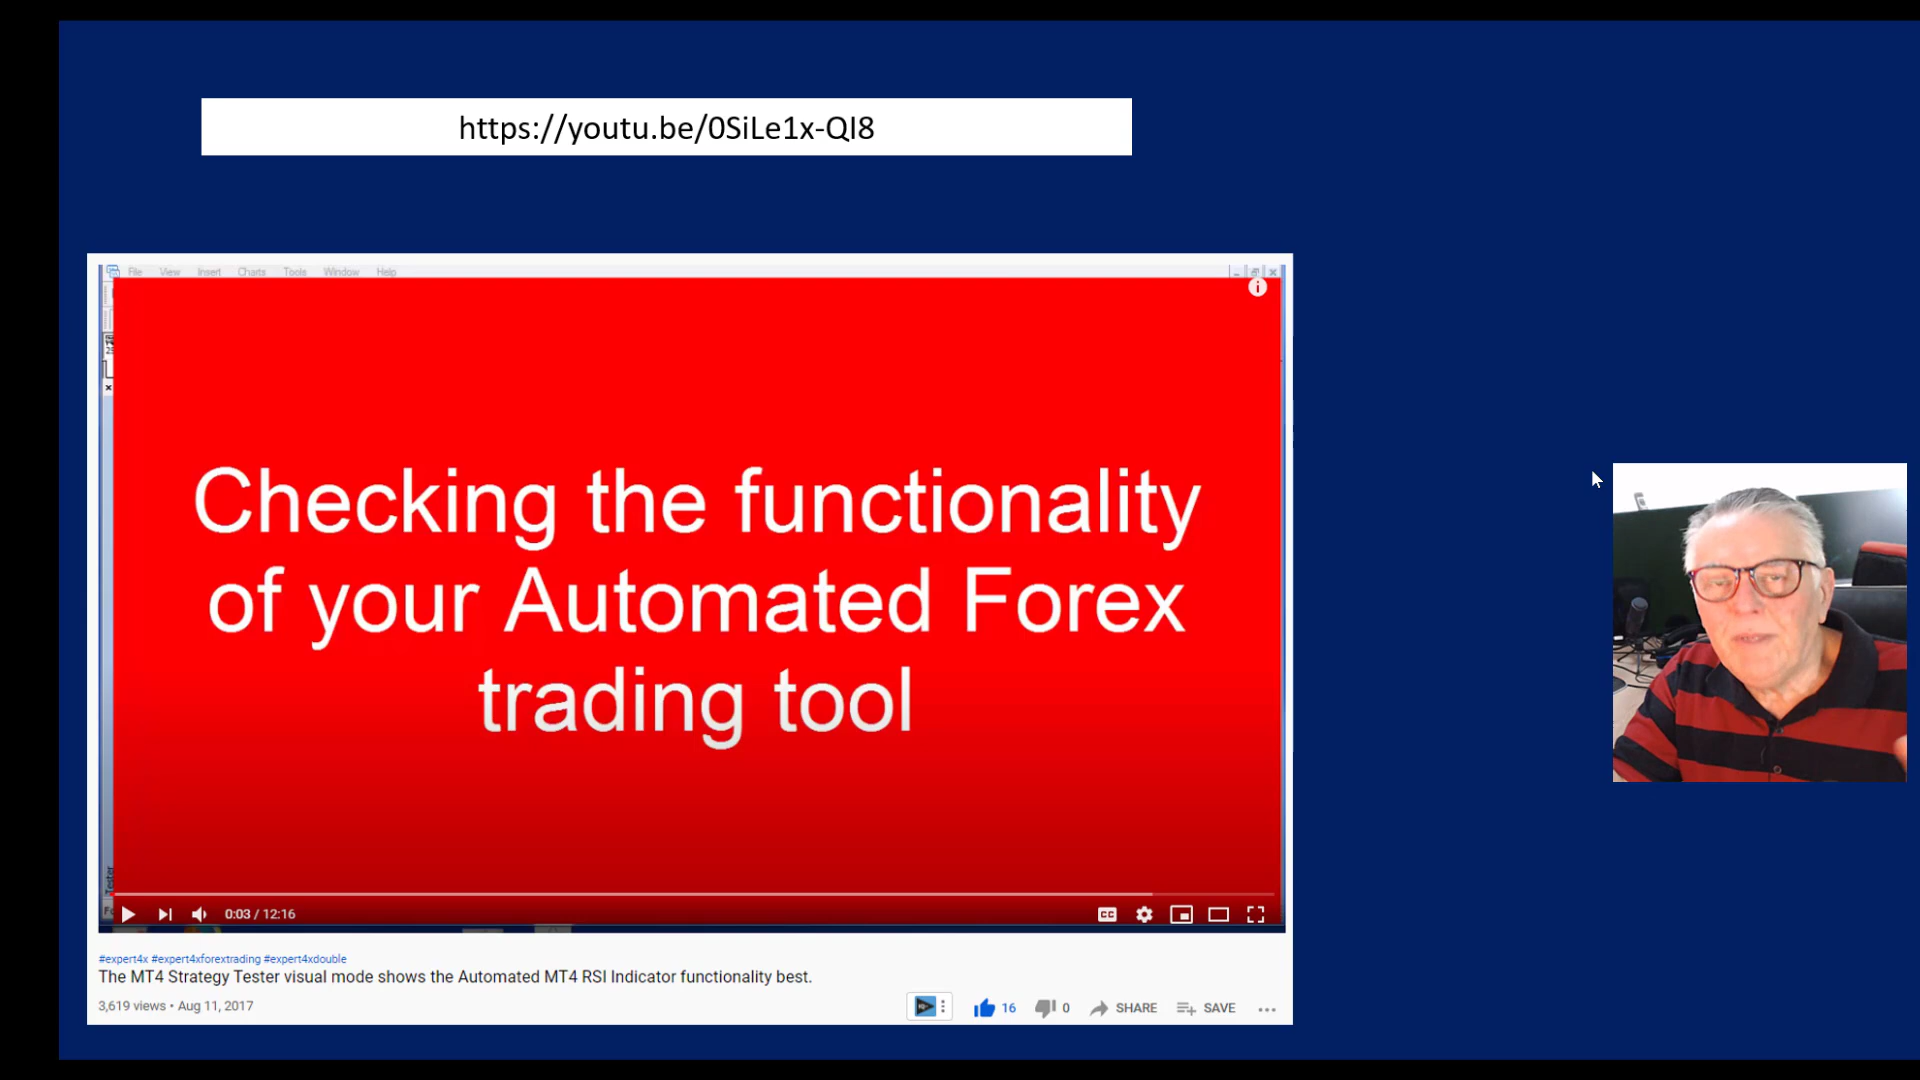 https://youtu.be/0SiLe1x-QI8
File View Insert Charts Tools Window Help
Checking the functionality
of your Automated Forex
trading tool
Tester
0:03 / 12:16
CC
#expert4x #expert4xforextrading #expert4xdouble
The MT4 Strategy Tester visual mode shows the Automated MT4 RSI Indicator functionality best.
3,619 views • Aug 11, 2017
16 0 SHARE SAVE